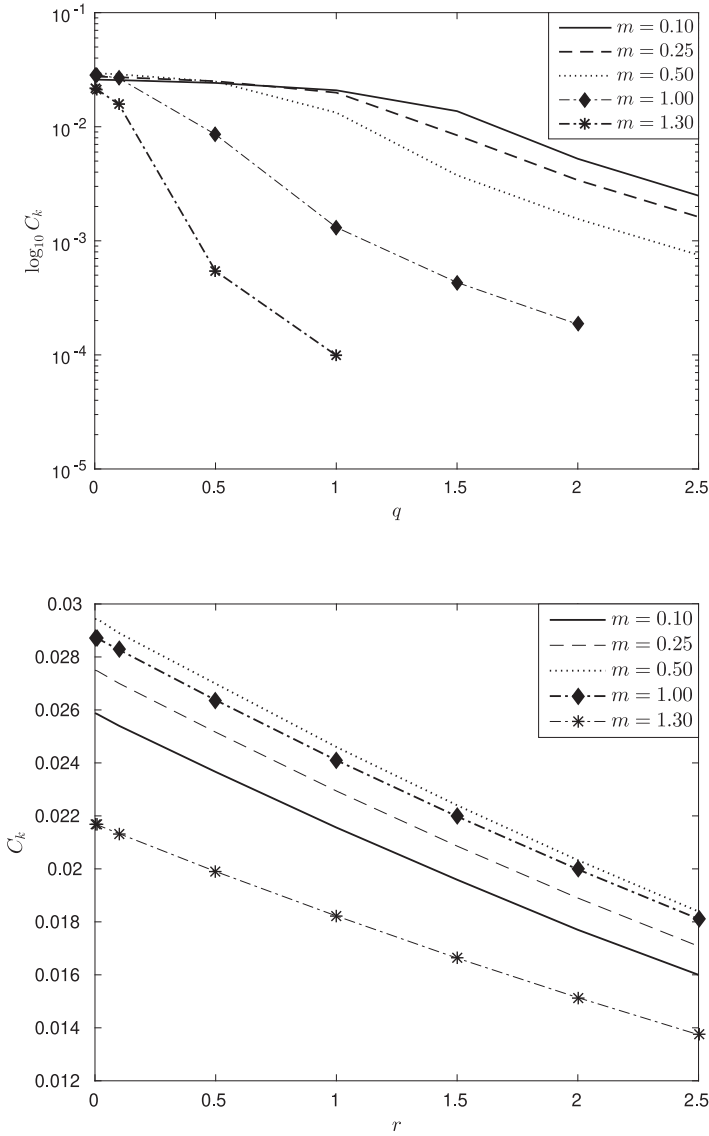 10^-1
10^-2
10^-3
10^-4
10^-5
log10 C_k
m = 0.10
m = 0.25
m = 0.50
m = 1.00
m = 1.30
0 0.5 1 1.5 2 2.5
q
0.03
0.028
0.026
0.024
0.022
0.02
0.018
0.016
0.014
0.012
C_k
m = 0.10
m = 0.25
m = 0.50
m = 1.00
m = 1.30
0 0.5 1 1.5 2 2.5
r